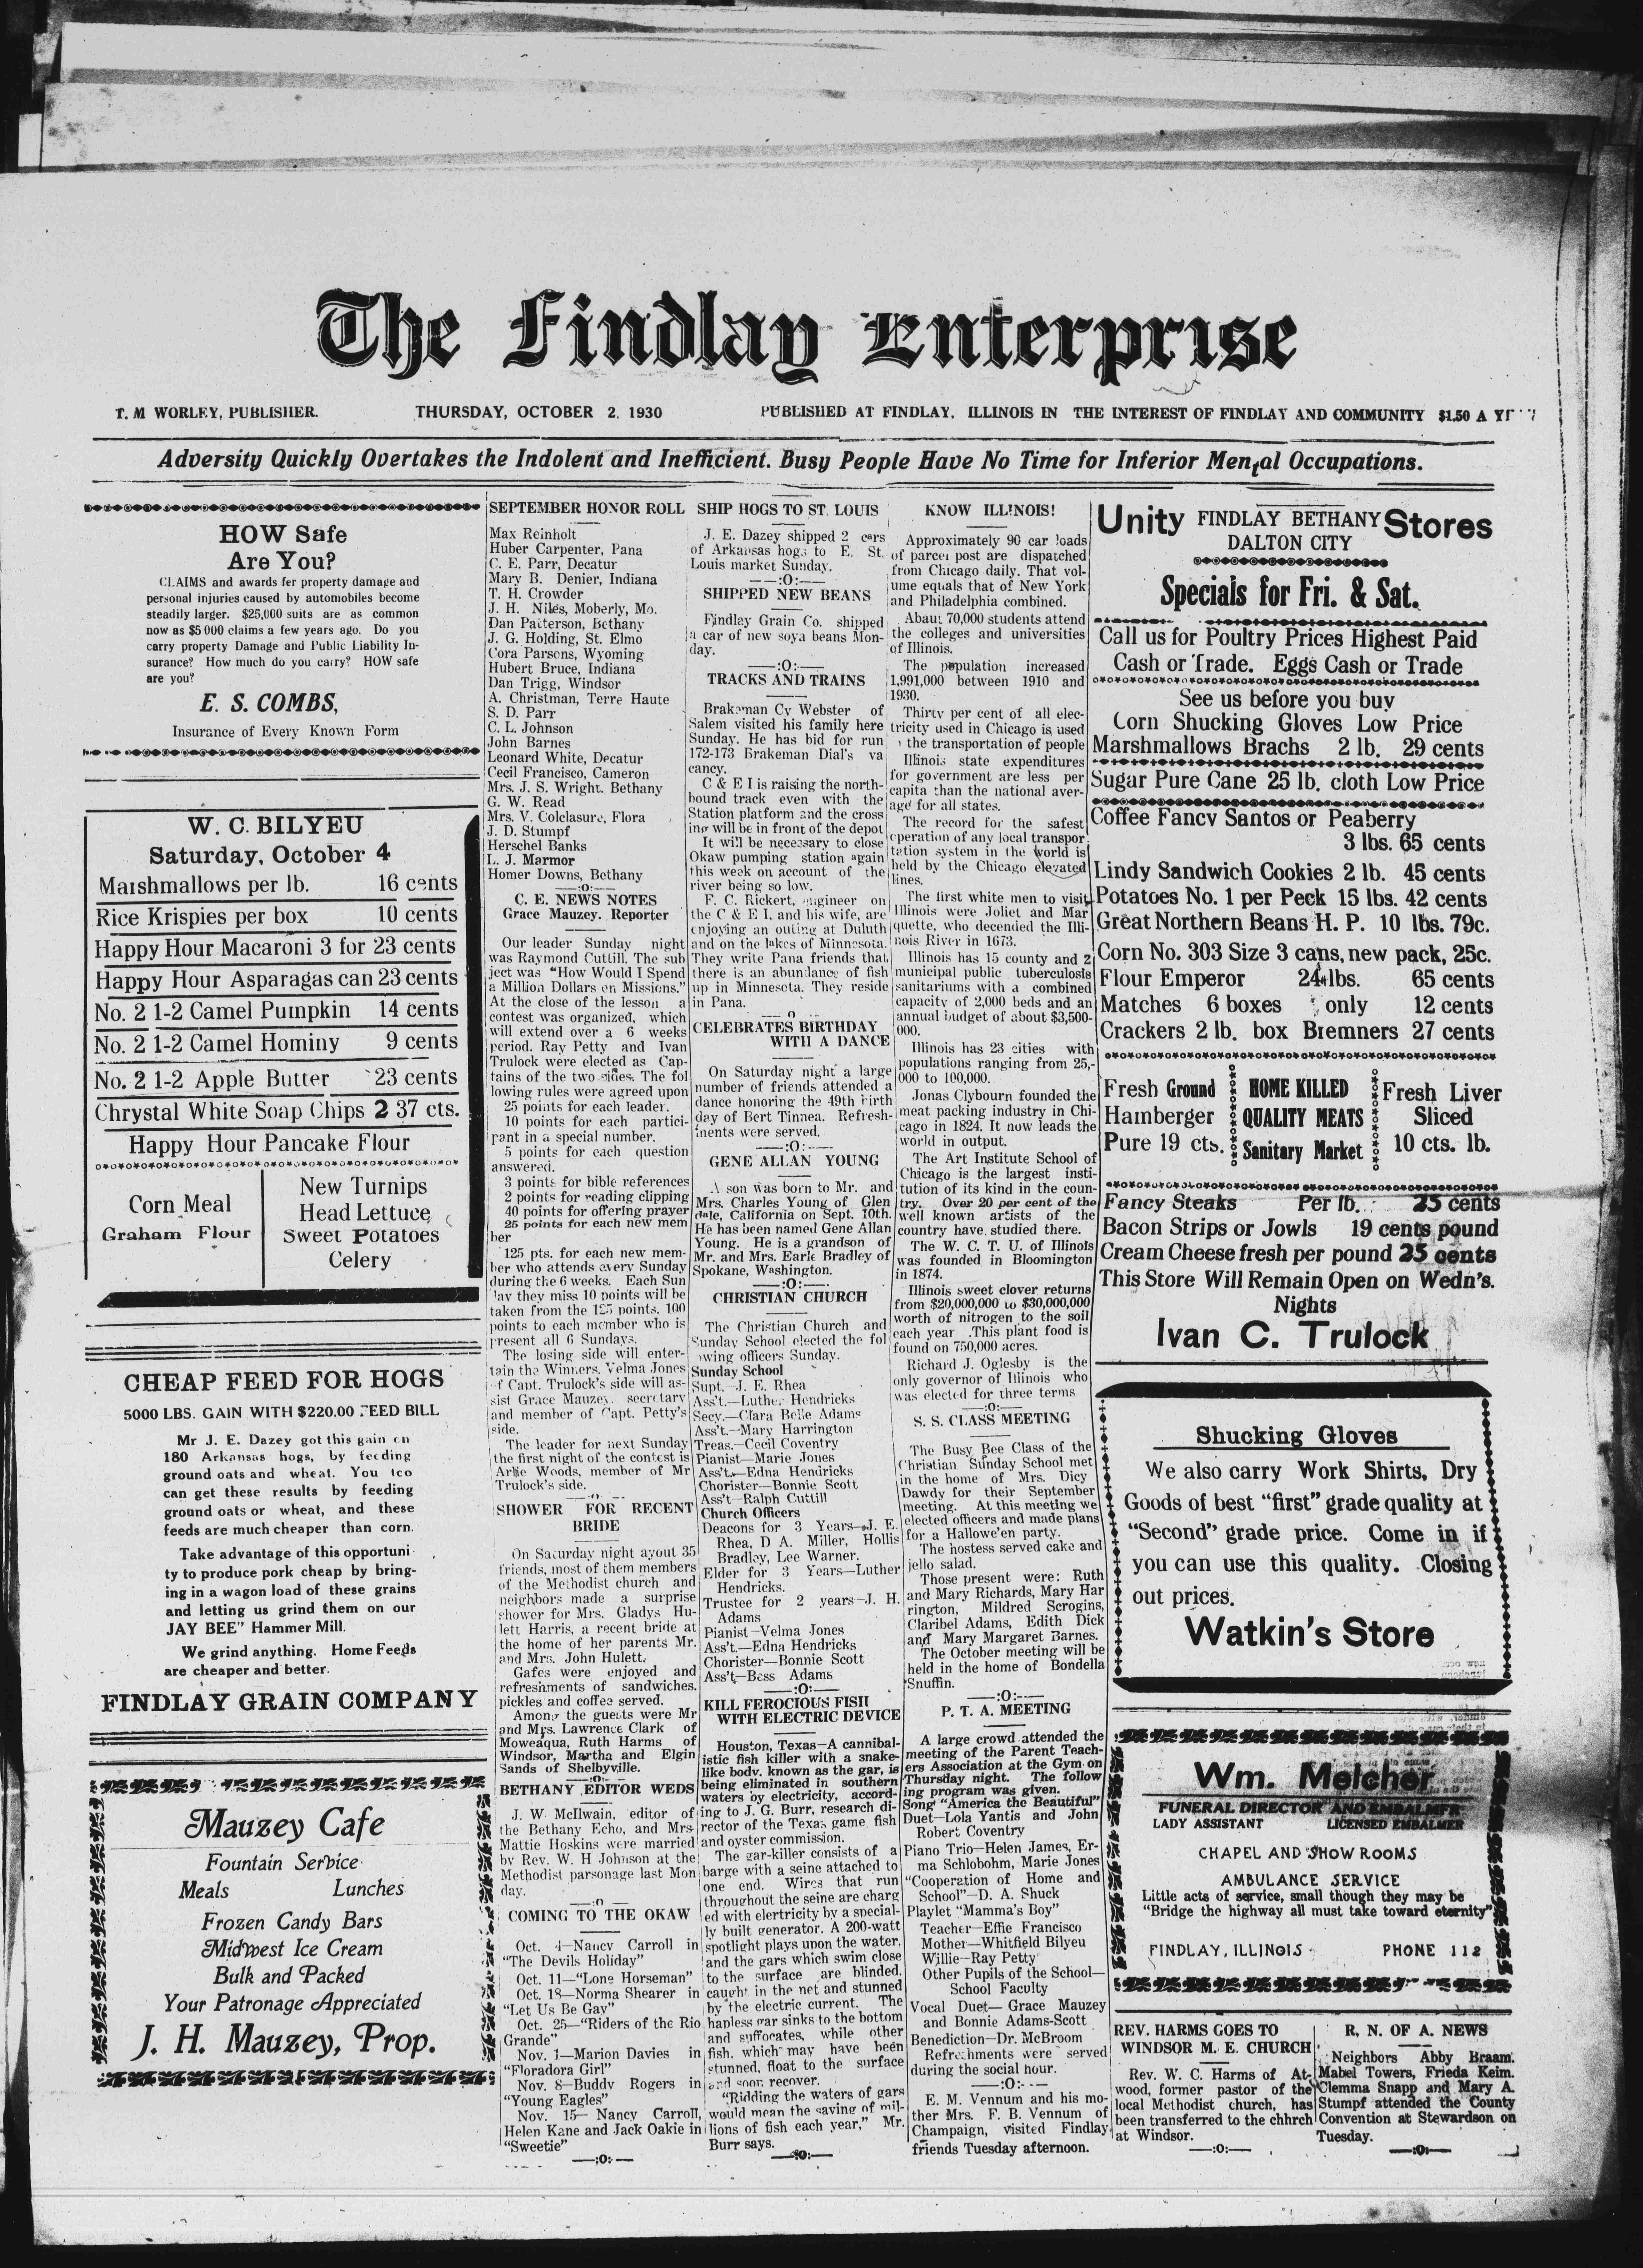 The Findlay Enterprise
T. M WORLEY, PUBLISHER.
THURSDAY, OCTOBER 2, 1930
PUBLISHED AT FINDLAY, ILLINOIS IN THE INTEREST OF FINDLAY AND COMMUNITY $1.50 A
Adversity Quickly Overtakes the Indolent and Inefficient. Busy People Have No Time for Inferior Mental Occupations.
HOW Safe
Are You?
CLAIMS and awards fer property damage and
personal injuries caused by automobiles become
steadily larger. $25,000 suits are as common
now as $5 000 claims a few years ago. Do you
carry property Damage and Public Liability In-
surance? How much do you carry? HOW safe
are you?
E. S. COMBS,
Insurance of Every Known Form
W. C. BILYEU
Saturday, October 4
Marshmallows per lb. 16 cents
Rice Krispies per box 10 cents
Happy Hour Macaroni 3 for 23 cents
Happy Hour Asparagas can 23 cents
No. 2 1-2 Camel Pumpkin 14 cents
No. 2 1-2 Camel Hominy 9 cents
No. 2 1-2 Apple Butter 23 cents
Chrystal White Soap Chips 2 37 cts.
Happy Hour Pancake Flour
Corn Meal
Graham Flour
New Turnips
Head Lettuce
Sweet Potatoes
Celery
CHEAP FEED FOR HOGS
5000 LBS. GAIN WITH $220.00 FEED BILL
Mr J. E. Dazey got this gain on
180 Arkansas hogs, by feeding
ground oats and wheat. You too
can get these results by feeding
ground oats or wheat, and these
feeds are much cheaper than corn.
Take advantage of this opportuni
ty to produce pork cheap by bring-
ing in a wagon load of these grains
and letting us grind them on our
JAY BEE" Hammer Mill.
We grind anything. Home Feeds
are cheaper and better.
FINDLAY GRAIN COMPANY
Mauzey Cafe
Fountain Service
Meals Lunches
Frozen Candy Bars
Midwest Ice Cream
Bulk and Packed
Your Patronage Appreciated
J. H. Mauzey, Prop.
SEPTEMBER HONOR ROLL
Max Reinholt
Huber Carpenter, Pana
C. E. Parr, Decatur
Mary B. Denier, Indiana
T. H. Crowder
J. H. Niles, Moberly, Mo.
Dan Patterson, Bethany
J. G. Holding, St. Elmo
Cora Parsons, Wyoming
Hubert Bruce, Indiana
Dan Trigg, Windsor
A. Christman, Terre Haute
S. D. Parr
C. L. Johnson
John Barnes
Leonard White, Decatur
Cecil Francisco, Cameron
Mrs. J. S. Wright. Bethany
G. W. Read
Mrs. V. Colclasure, Flora
J. D. Stumpf
Herschel Banks
L. J. Marmor
Homer Downs, Bethany
—:o:—
C. E. NEWS NOTES
Grace Mauzey. Reporter
Our leader Sunday night
was Raymond Cuttill. The sub
ject was "How Would I Spend
a Million Dollars on Missions."
At the close of the lesson a
contest was organized, which
will extend over a 6 weeks
period. Ray Petty and Ivan
Trulock were elected as Cap-
tains of the two sides. The fol
lowing rules were agreed upon
25 points for each leader.
10 points for each partici-
pant in a special number.
5 points for each question
answered.
3 points for bible references
2 points for reading clipping
40 points for offering prayer
25 points for each new mem
ber
125 pts. for each new mem-
ber who attends every Sunday
during the 6 weeks. Each Sun
day they miss 10 points will be
taken from the 125 points. 100
points to each member who is
present all 6 Sundays.
The losing side will enter-
tain the Winners. Velma Jones
of Capt. Trulock's side will as-
sist Grace Mauzey. secretary
and member of Capt. Petty's
side.
The leader for next Sunday
the first night of the contest is
Arlie Woods, member of Mr
Trulock's side.
SHOWER FOR RECENT
BRIDE
On Saturday night ayout 35
friends, most of them members
of the Methodist church and
neighbors made a surprise
shower for Mrs. Gladys Hu-
lett Harris, a recent bride at
the home of her parents Mr.
and Mrs. John Hulett.
Gafes were enjoyed and
refreshments of sandwiches.
pickles and coffee served.
Among the guests were Mr
and Mrs. Lawrence Clark of
Moweaqua, Ruth Harms of
Windsor, Martha and Elgin
Sands of Shelbyville.
—:o:—
BETHANY EDITOR WEDS
J. W. McIlwain, editor of
the Bethany Echo, and Mrs
Mattie Hoskins were married
by Rev. W. H Johnson at the
Methodist parsonage last Mon
day.
—:o—
COMING TO THE OKAW
Oct. 4—Nancy Carroll in
"The Devils Holiday"
Oct. 11—"Lone Horseman"
Oct. 18—Norma Shearer in
"Let Us Be Gay"
Oct. 25—"Riders of the Rio
Grande"
Nov. 1—Marion Davies in
"Floradora Girl"
Nov. 8—Buddy Rogers in
"Young Eagles"
Nov. 15— Nancy Carroll,
Helen Kane and Jack Oakie in
"Sweetie"
—:o:—
SHIP HOGS TO ST. LOUIS
J. E. Dazey shipped 2 cars
of Arkansas hogs to E. St.
Louis market Sunday.
—:O:—
SHIPPED NEW BEANS
Findlay Grain Co. shipped
a car of new soya beans Mon-
day.
—:O:—
TRACKS AND TRAINS
Brakeman Cy Webster of
Salem visited his family here
Sunday. He has bid for run
172-173 Brakeman Dial's va
cancy.
C & E I is raising the north-
bound track even with the
Station platform and the cross
ing will be in front of the depot
It will be necessary to close
Okaw pumping station again
this week on account of the
river being so low.
F. C. Rickert, engineer on
the C & E I, and his wife, are
enjoying an outing at Duluth
and on the lakes of Minnesota.
They write Pana friends that
there is an abundance of fish
up in Minnesota. They reside
in Pana.
— o —
CELEBRATES BIRTHDAY
WITH A DANCE
On Saturday night a large
number of friends attended a
dance honoring the 49th birth
day of Bert Tinnea. Refresh-
ments were served.
—:O:—
GENE ALLAN YOUNG
A son was born to Mr. and
Mrs. Charles Young of Glen
dale, California on Sept. 10th.
He has been named Gene Allan
Young. He is a grandson of
Mr. and Mrs. Earle Bradley of
Spokane, Washington.
—:O:—
CHRISTIAN CHURCH
The Christian Church and
Sunday School elected the fol
owing officers Sunday.
Sunday School
Supt.—J. E. Rhea
Ass't.—Luther Hendricks
Secy.—Clara Belle Adams
Ass't.—Mary Harrington
Treas.—Cecil Coventry
Pianist—Marie Jones
Ass't.—Edna Hendricks
Chorister—Bonnie Scott
Ass't—Ralph Cuttill
Church Officers
Deacons for 3 Years—J. E.
Rhea, D A. Miller, Hollis
Bradley, Lee Warner.
Elder for 3 Years—Luther
Hendricks.
Trustee for 2 years—J. H.
Adams
Pianist—Velma Jones
Ass't.—Edna Hendricks
Chorister—Bonnie Scott
Ass't—Bess Adams
—:O:—
KILL FEROCIOUS FISH
WITH ELECTRIC DEVICE
Houston, Texas—A cannibal-
istic fish killer with a snake-
like body. known as the gar, is
being eliminated in southern
waters by electricity, accord-
ing to J. G. Burr, research di-
rector of the Texas game, fish
and oyster commission.
The gar-killer consists of a
barge with a seine attached to
one end. Wires that run
throughout the seine are charg
ed with elertricity by a special-
ly built generator. A 200-watt
spotlight plays upon the water,
and the gars which swim close
to the surface are blinded.
caught in the net and stunned
by the electric current. The
hapless gar sinks to the bottom
and suffocates, while other
fish, which may have been
stunned, float to the surface
and soon recover.
"Ridding the waters of gars
would mean the saving of mil-
lions of fish each year," Mr.
Burr says.
—:o:—
KNOW ILLINOIS!
Approximately 90 car loads
of parcel post are dispatched
from Chicago daily. That vol-
ume equals that of New York
and Philadelphia combined.
Abaut 70,000 students attend
the colleges and universities
of Illinois.
The population increased
1,991,000 between 1910 and
1930.
Thirty per cent of all elec-
tricity used in Chicago is used
the transportation of people
Illinois state expenditures
for government are less per
capita than the national aver-
age for all states.
The record for the safest
operation of any local transpor
tation system in the world is
held by the Chicago elevated
lines.
The first white men to visit
Illinois were Joliet and Mar
quette, who decended the Illi-
nois River in 1673.
Illinois has 15 county and 2
municipal public tuberculosis
sanitariums with a combined
capacity of 2,000 beds and an
annual budget of about $3,500-
000.
Illinois has 23 cities with
populations ranging from 25,-
000 to 100,000.
Jonas Clybourn founded the
meat packing industry in Chi-
cago in 1824. It now leads the
world in output.
The Art Institute School of
Chicago is the largest insti-
tution of its kind in the coun-
try. Over 20 per cent of the
well known artists of the
country have studied there.
The W. C. T. U. of Illinois
was founded in Bloomington
in 1874.
Illinois sweet clover returns
from $20,000,000 to $30,000,000
worth of nitrogen to the soil
each year .This plant food is
found on 750,000 acres.
Richard J. Oglesby is the
only governor of Illinois who
was elected for three terms
—:o:—
S. S. CLASS MEETING
The Busy Bee Class of the
Christian Sunday School met
in the home of Mrs. Dicy
Dawdy for their September
meeting. At this meeting we
elected officers and made plans
for a Hallowe'en party.
The hostess served cake and
jello salad.
Those present were: Ruth
and Mary Richards, Mary Har
rington, Mildred Scrogins,
Claribel Adams, Edith Dick
and Mary Margaret Barnes.
The October meeting will be
held in the home of Bondella
Snuffin.
—:O:—
P. T. A. MEETING
A large crowd attended the
meeting of the Parent Teach-
ers Association at the Gym on
Thursday night. The follow
ing program was given.
Song "America the Beautiful"
Duet—Lola Yantis and John
Robert Coventry
Piano Trio—Helen James, Er-
ma Schlobohm, Marie Jones
"Cooperation of Home and
School"—D. A. Shuck
Playlet "Mamma's Boy"
Teacher—Effie Francisco
Mother—Whitfield Bilyeu
Willie—Ray Petty
Other Pupils of the School—
School Faculty
Vocal Duet— Grace Mauzey
and Bonnie Adams-Scott
Benediction—Dr. McBroom
Refreshments were served
during the social hour.
—:O:—
E. M. Vennum and his mo-
ther Mrs. F. B. Vennum of
Champaign, visited Findlay
friends Tuesday afternoon.
Unity FINDLAY BETHANY DALTON CITY Stores
Specials for Fri. & Sat.
Call us for Poultry Prices Highest Paid
Cash or Trade. Eggs Cash or Trade
See us before you buy
Corn Shucking Gloves Low Price
Marshmallows Brachs 2 lb. 29 cents
Sugar Pure Cane 25 lb. cloth Low Price
Coffee Fancy Santos or Peaberry
3 lbs. 65 cents
Lindy Sandwich Cookies 2 lb. 45 cents
Potatoes No. 1 per Peck 15 lbs. 42 cents
Great Northern Beans H. P. 10 lbs. 79c.
Corn No. 303 Size 3 cans, new pack, 25c.
Flour Emperor 24 lbs. 65 cents
Matches 6 boxes only 12 cents
Crackers 2 lb. box Bremners 27 cents
Fresh Ground
Hamberger
Pure 19 cts.
HOME KILLED
QUALITY MEATS
Sanitary Market
Fresh Liver
Sliced
10 cts. lb.
Fancy Steaks Per lb. 25 cents
Bacon Strips or Jowls 19 cents pound
Cream Cheese fresh per pound 25 cents
This Store Will Remain Open on Wedn's.
Nights
Ivan C. Trulock
Shucking Gloves
We also carry Work Shirts, Dry
Goods of best "first" grade quality at
"Second" grade price. Come in if
you can use this quality. Closing
out prices.
Watkin's Store
Wm. Melcher
FUNERAL DIRECTOR AND EMBALMER
LADY ASSISTANT LICENSED EMBALMER
CHAPEL AND SHOW ROOMS
AMBULANCE SERVICE
Little acts of service, small though they may be
"Bridge the highway all must take toward eternity"
FINDLAY, ILLINOIS PHONE 112
REV. HARMS GOES TO
WINDSOR M. E. CHURCH
Rev. W. C. Harms of At-
wood, former pastor of the
local Methodist church, has
been transferred to the chhrch
at Windsor.
—:o:—
R. N. OF A. NEWS
Neighbors Abby Braam.
Mabel Towers, Frieda Keim.
Clemma Snapp and Mary A.
Stumpf attended the County
Convention at Stewardson on
Tuesday.
—:o:—